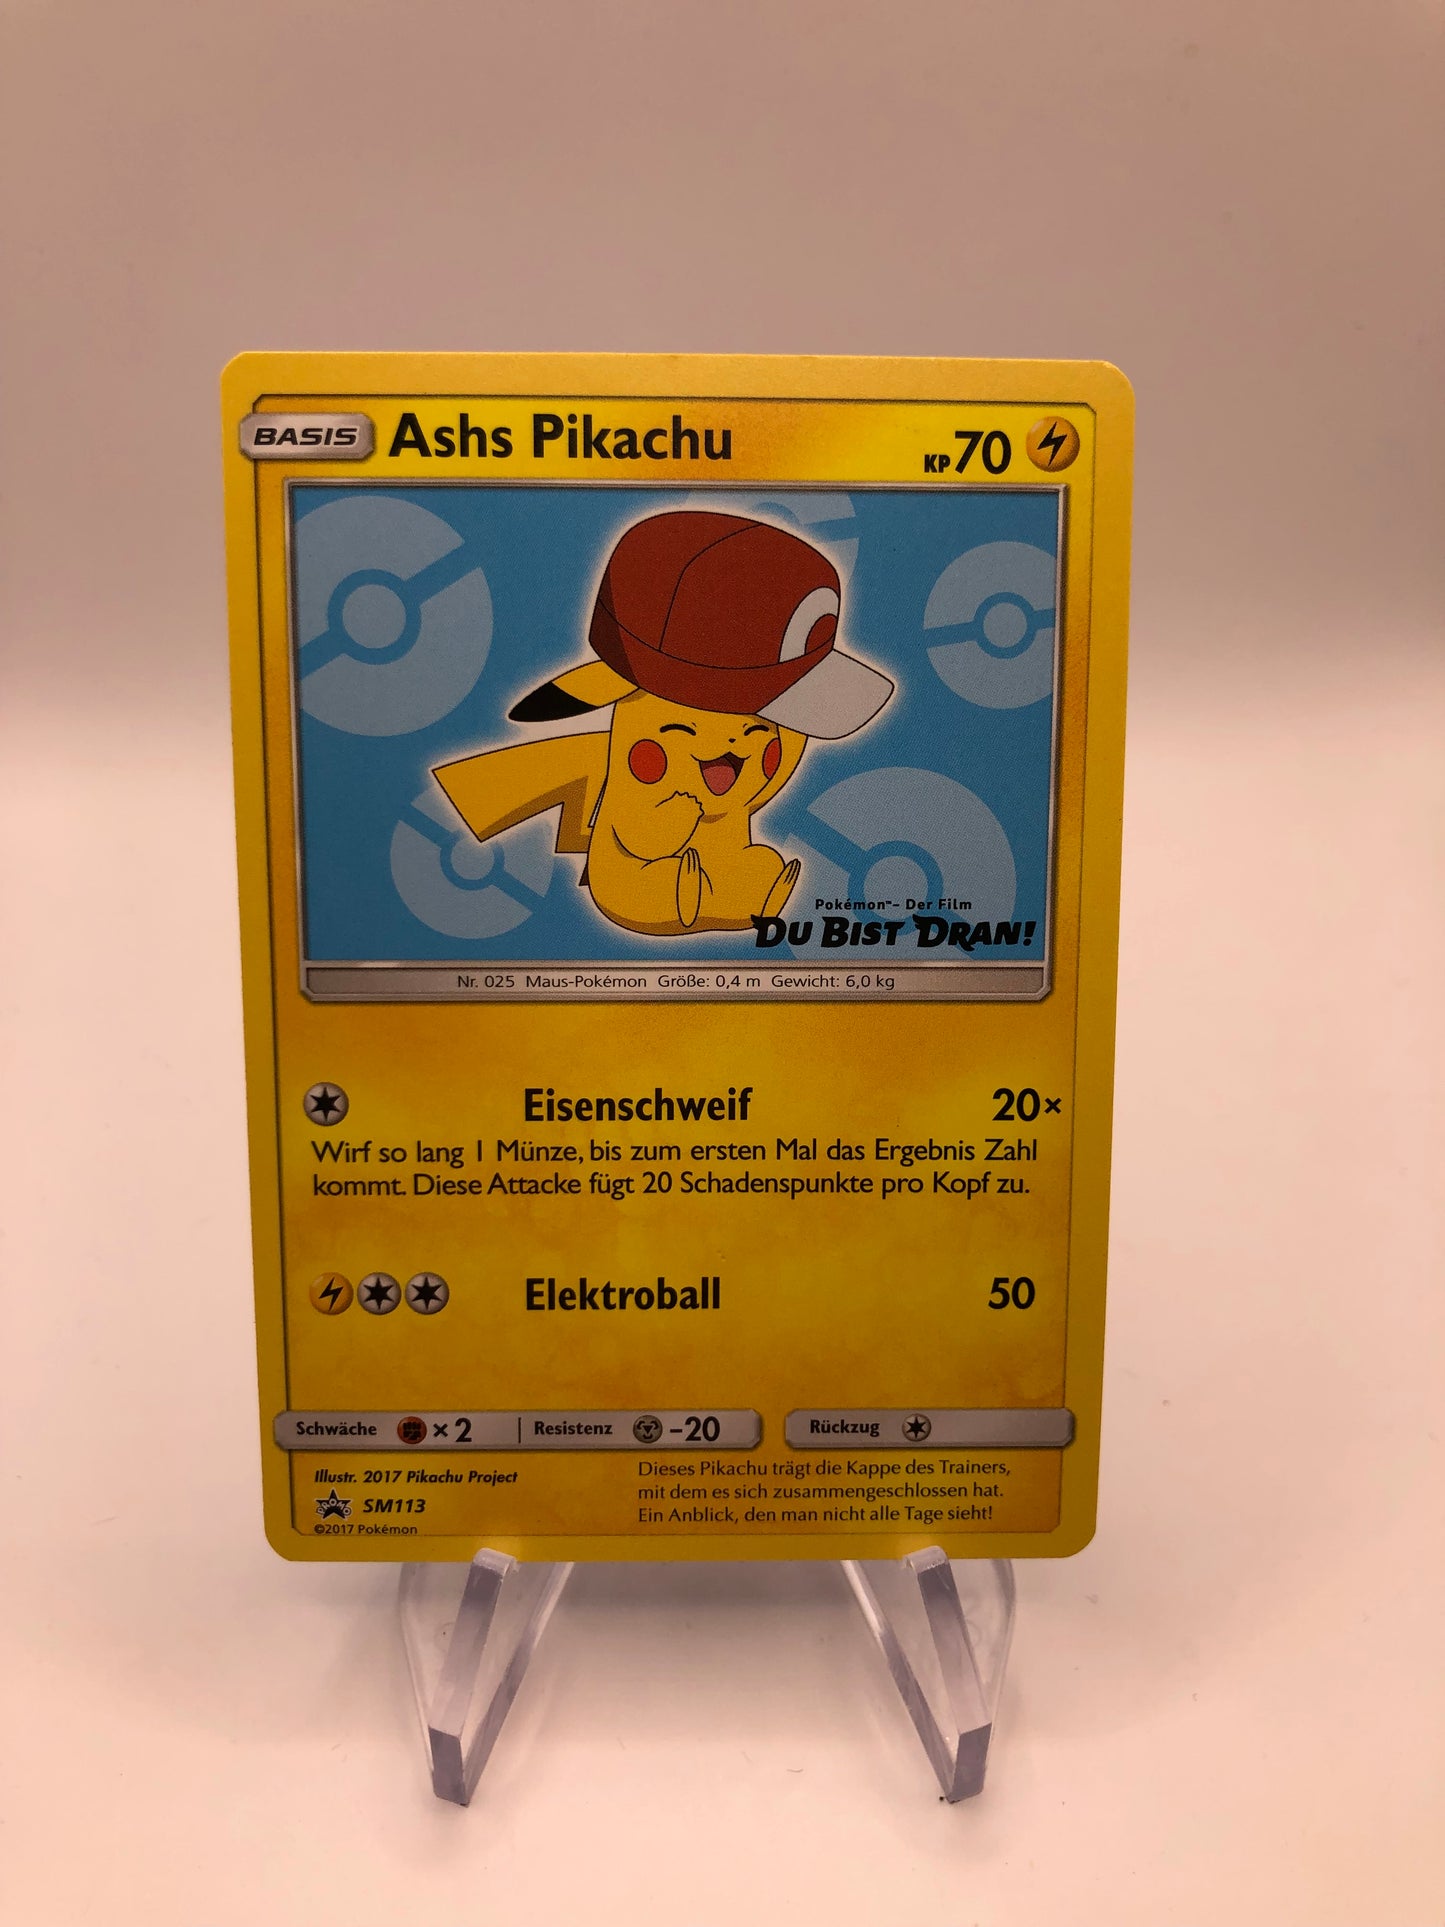 BASIS Ashs Pikachu KP 70
Pokémon™ – Der Film
DU BIST DRAN!
Nr. 025 Maus-Pokémon Größe: 0,4 m Gewicht: 6,0 kg
Eisenschweif 20×
Wirf so lang 1 Münze, bis zum ersten Mal das Ergebnis Zahl
kommt. Diese Attacke fügt 20 Schadenspunkte pro Kopf zu.
Elektroball 50
Schwäche ×2 | Resistenz –20 Rückzug
Illustr. 2017 Pikachu Project
PROMO SM113
©2017 Pokémon
Dieses Pikachu trägt die Kappe des Trainers,
mit dem es sich zusammengeschlossen hat.
Ein Anblick, den man nicht alle Tage sieht!